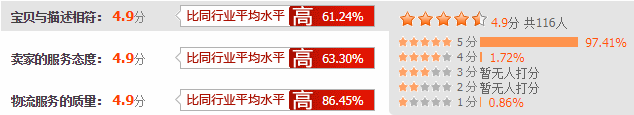 宝贝与描述相符： 4.9分 比同行业平均水平 高 61.24%
卖家的服务态度： 4.9分 比同行业平均水平 高 63.30%
物流服务的质量： 4.9分 比同行业平均水平 高 86.45%
4.9分 共116人
5分 97.41%
4分 1.72%
3分 暂无人打分
2分 暂无人打分
1分 0.86%